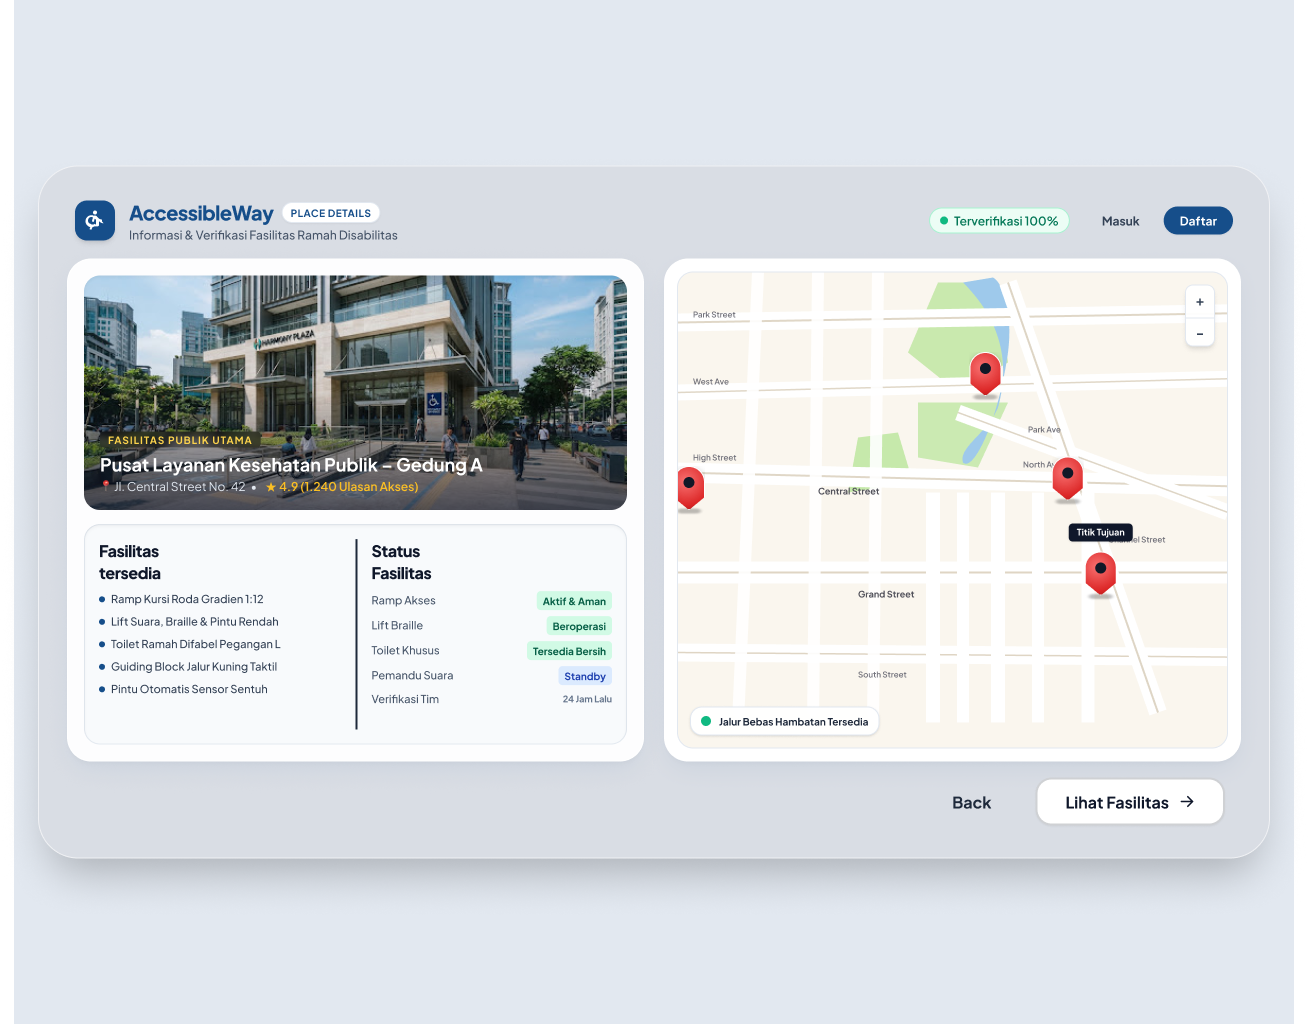 AccessibleWay
PLACE DETAILS
Informasi & Verifikasi Fasilitas Ramah Disabilitas
Terverifikasi 100%
Masuk
Daftar
HARMONY PLAZA
FASILITAS PUBLIK UTAMA
Pusat Layanan Kesehatan Publik – Gedung A
Jl. Central Street No. 42 • ★ 4.9 (1.240 Ulasan Akses)
Fasilitas
tersedia
Ramp Kursi Roda Gradien 1:12
Lift Suara, Braille & Pintu Rendah
Toilet Ramah Difabel Pegangan L
Guiding Block Jalur Kuning Taktil
Pintu Otomatis Sensor Sentuh
Status
Fasilitas
Ramp Akses
Aktif & Aman
Lift Braille
Beroperasi
Toilet Khusus
Tersedia Bersih
Pemandu Suara
Standby
Verifikasi Tim
24 Jam Lalu
+
−
Park Street
West Ave
Park Ave
High Street
North
Central Street
Titik Tujuan
Street
Grand Street
South Street
Jalur Bebas Hambatan Tersedia
Back
Lihat Fasilitas →